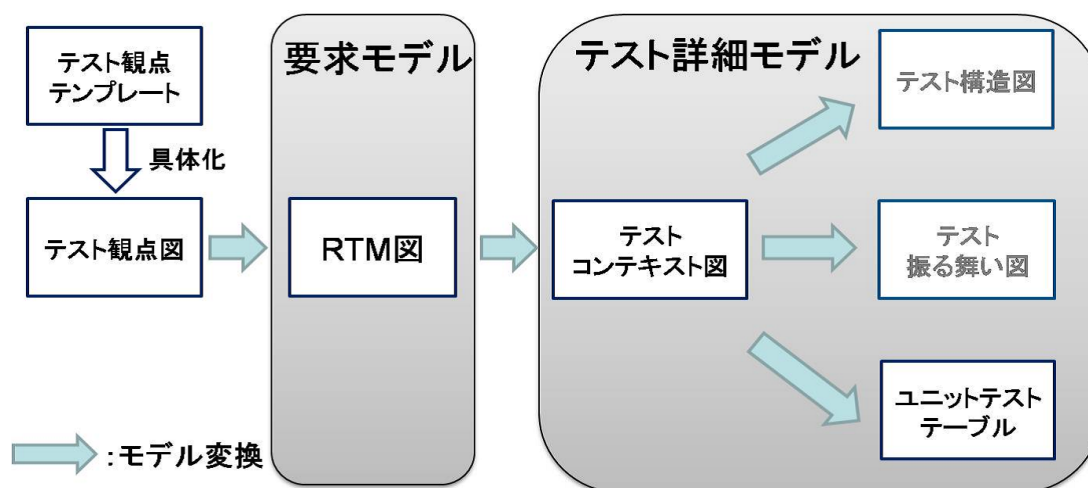 テスト観点
テンプレート
具体化
テスト観点図
要求モデル
RTM図
テスト詳細モデル
テスト
コンテキスト図
テスト構造図
テスト
振る舞い図
ユニットテスト
テーブル
:モデル変換